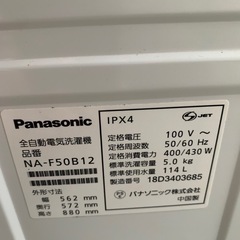 Panasonic
全自動電気洗濯機
品番
NA-F50B12
外形寸法
幅 562 mm
奥行 572 mm
高さ 880 mm
IPX4
JET
定格電圧 100 V ～
定格周波数 50/60 Hz
定格消費電力 400/430 W
標準洗濯容量 5.0 kg
標準使用水量 114 L
製造番号 18D3403685
パナソニック株式会社
中国製